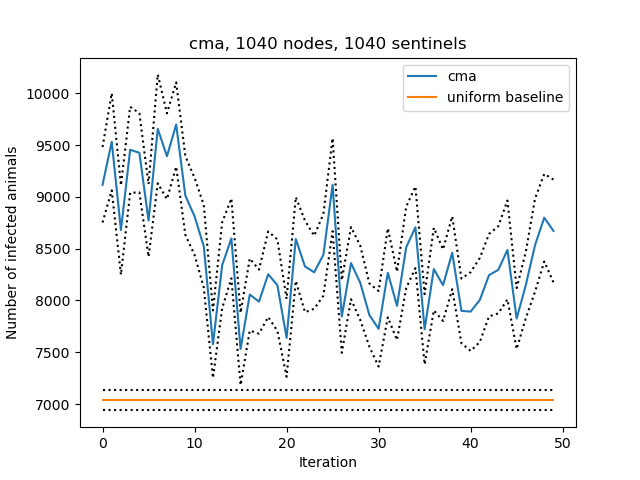 cma, 1040 nodes, 1040 sentinels
cma
uniform baseline
Number of infected animals
10000
9500
9000
8500
8000
7500
7000
0 10 20 30 40 50
Iteration